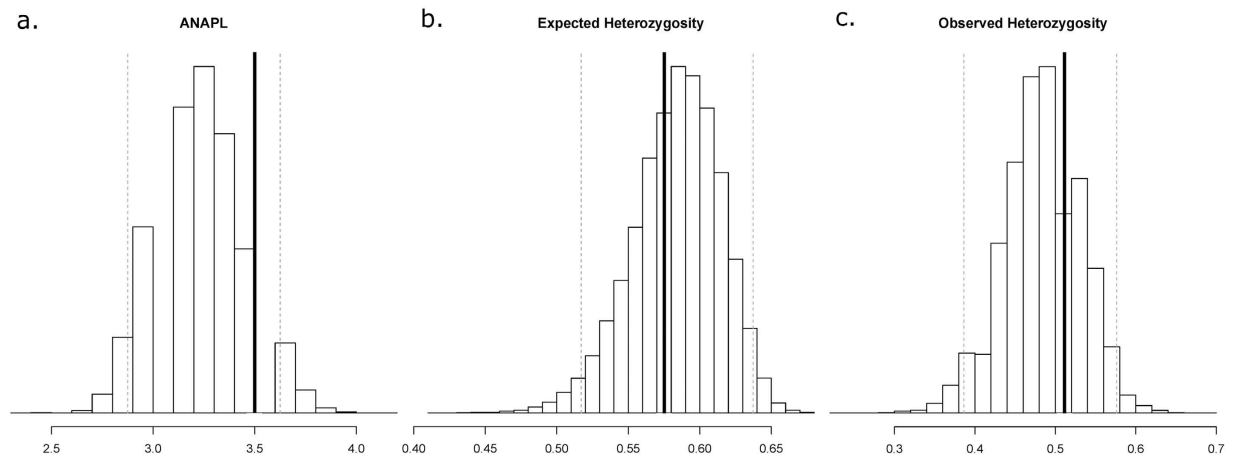 a. ANAPL
2.5 3.0 3.5 4.0
b. Expected Heterozygosity
0.40 0.45 0.50 0.55 0.60 0.65
c. Observed Heterozygosity
0.3 0.4 0.5 0.6 0.7